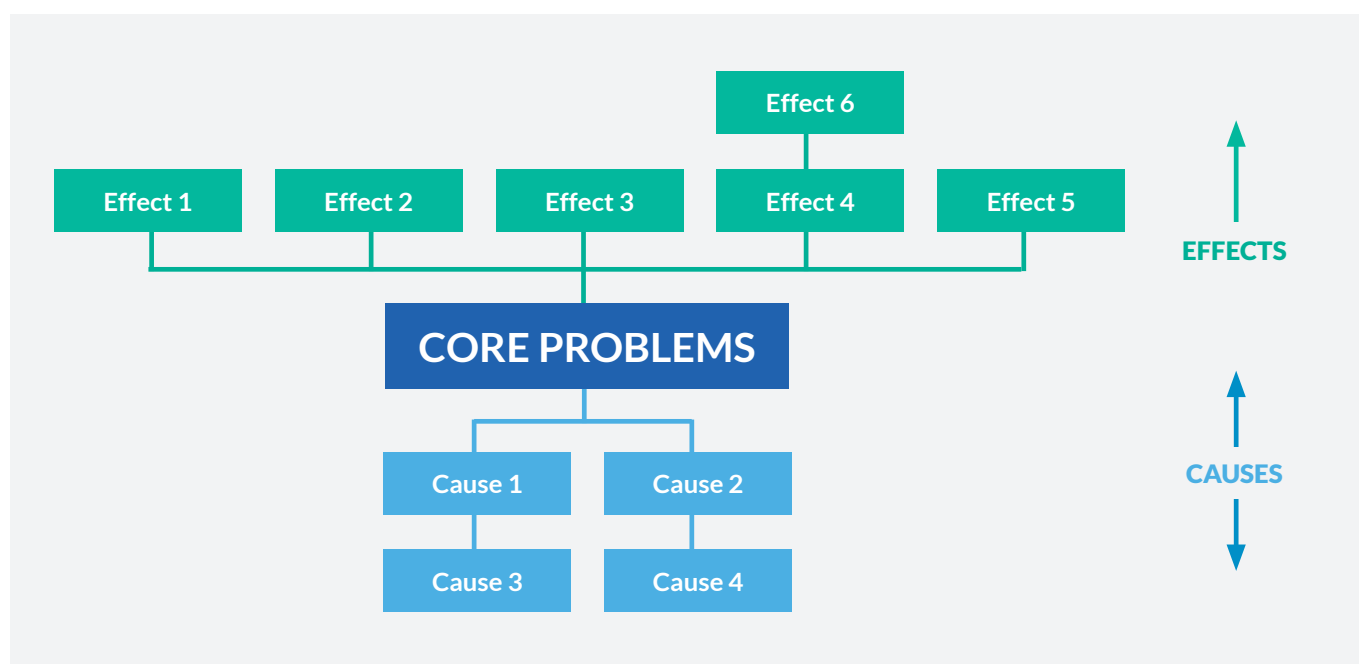 Effect 6
Effect 1
Effect 2
Effect 3
Effect 4
Effect 5
EFFECTS
CORE PROBLEMS
CAUSES
Cause 1
Cause 2
Cause 3
Cause 4